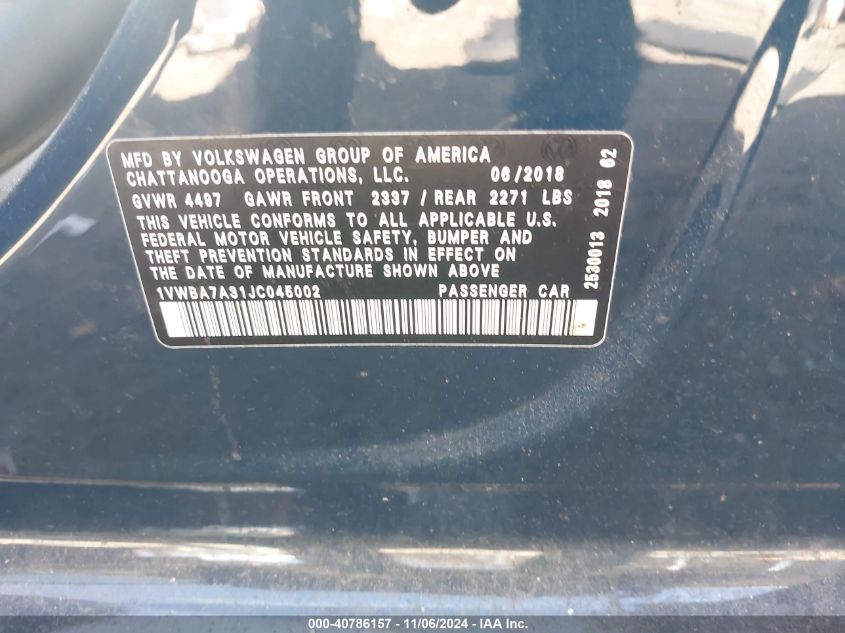 MFD BY VOLKSWAGEN GROUP OF AMERICA
CHATTANOOGA OPERATIONS, LLC. 06/2018
GVWR 4497 GAWR FRONT 2337 / REAR 2271 LBS
THIS VEHICLE CONFORMS TO ALL APPLICABLE U.S.
FEDERAL MOTOR VEHICLE SAFETY, BUMPER AND
THEFT PREVENTION STANDARDS IN EFFECT ON
THE DATE OF MANUFACTURE SHOWN ABOVE
1VWBA7A31JC045002 PASSENGER CAR
2530013 2018 62
000-40786157 - 11/06/2024 - IAA Inc.